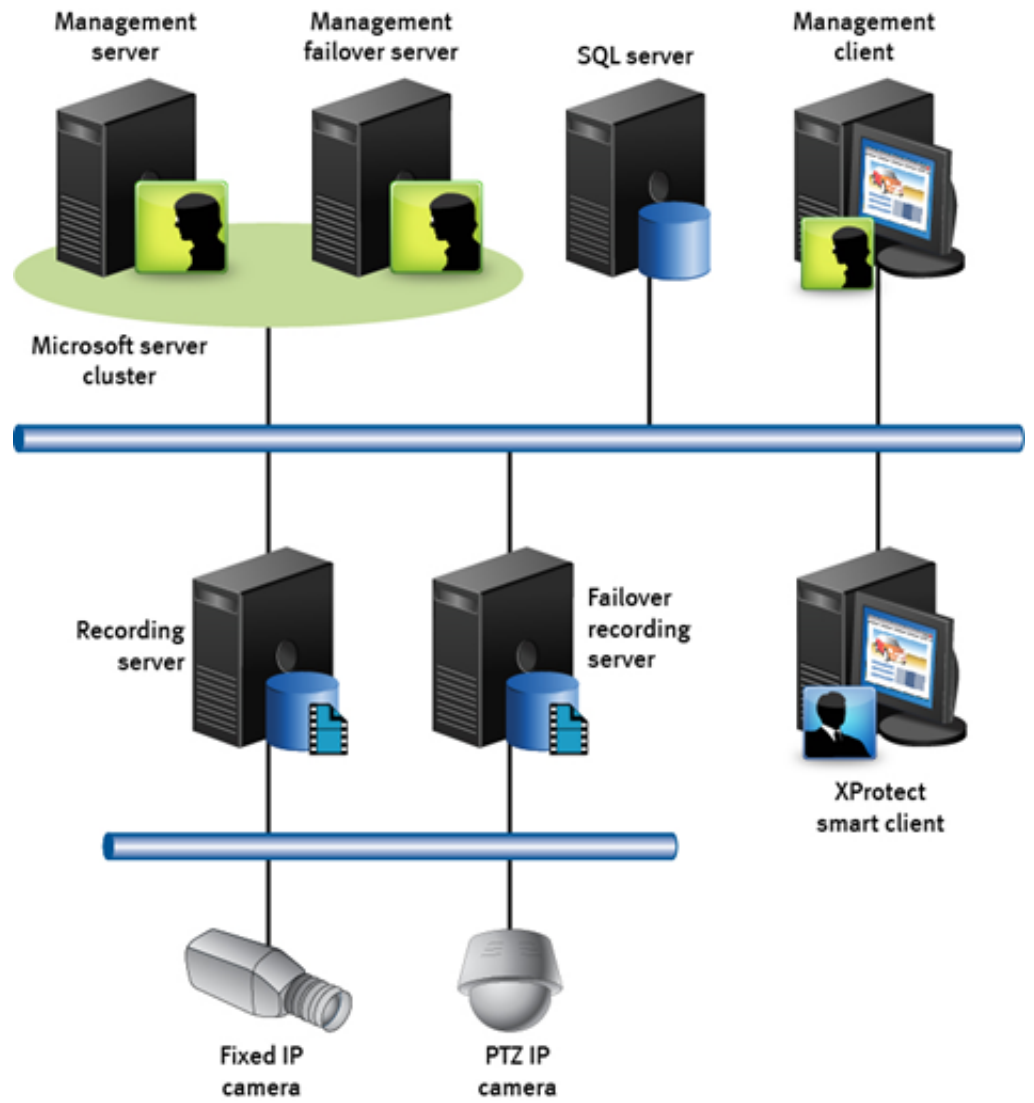 Management
server
Management
failover server
SQL server
Management
client
Microsoft server
cluster
Recording
server
Failover
recording
server
XProtect
smart client
Fixed IP
camera
PTZ IP
camera